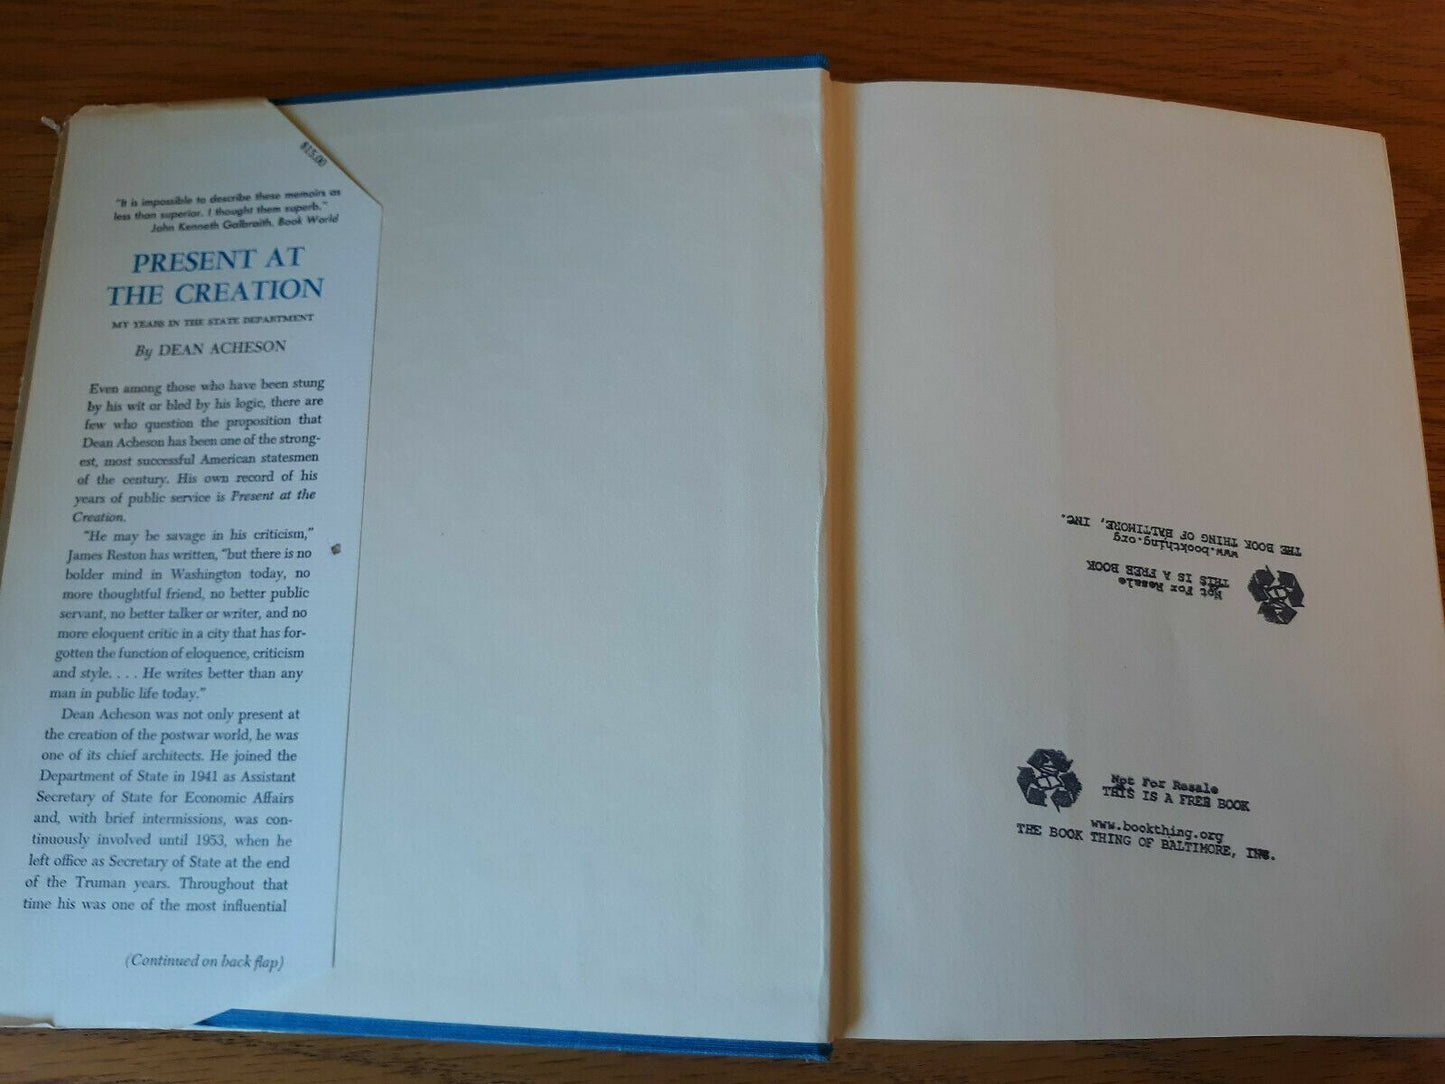 $15.00
"It is impossible to describe these memoirs as
less than superior. I thought them superb."
John Kenneth Galbraith, Book World
PRESENT AT
THE CREATION
MY YEARS IN THE STATE DEPARTMENT
By DEAN ACHESON
Even among those who have been stung
by his wit or bled by his logic, there are
few who question the proposition that
Dean Acheson has been one of the strong-
est, most successful American statesmen
of the century. His own record of his
years of public service is Present at the
Creation.
"He may be savage in his criticism,"
James Reston has written, "but there is no
bolder mind in Washington today, no
more thoughtful friend, no better public
servant, no better talker or writer, and no
more eloquent critic in a city that has for-
gotten the function of eloquence, criticism
and style. . . . He writes better than any
man in public life today."
Dean Acheson was not only present at
the creation of the postwar world, he was
one of its chief architects. He joined the
Department of State in 1941 as Assistant
Secretary of State for Economic Affairs
and, with brief intermissions, was con-
tinuously involved until 1953, when he
left office as Secretary of State at the end
of the Truman years. Throughout that
time his was one of the most influential
(Continued on back flap)
Not For Resale
THIS IS A FREE BOOK
www.bookthing.org
THE BOOK THING OF BALTIMORE, INC.
Not For Resale
THIS IS A FREE BOOK
www.bookthing.org
THE BOOK THING OF BALTIMORE, INC.